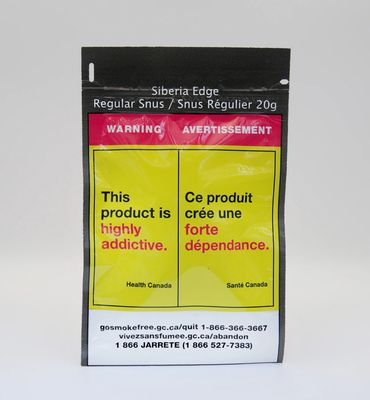 Siberia Edge
Regular Snus / Snus Régulier 20g
WARNING AVERTISSEMENT
This
product is
highly
addictive.
Health Canada
Ce produit
crée une
forte
dépendance.
Santé Canada
gosmokefree.gc.ca/quit 1-866-366-3667
vivezsansfumee.gc.ca/abandon
1 866 JARRETE (1 866 527-7383)